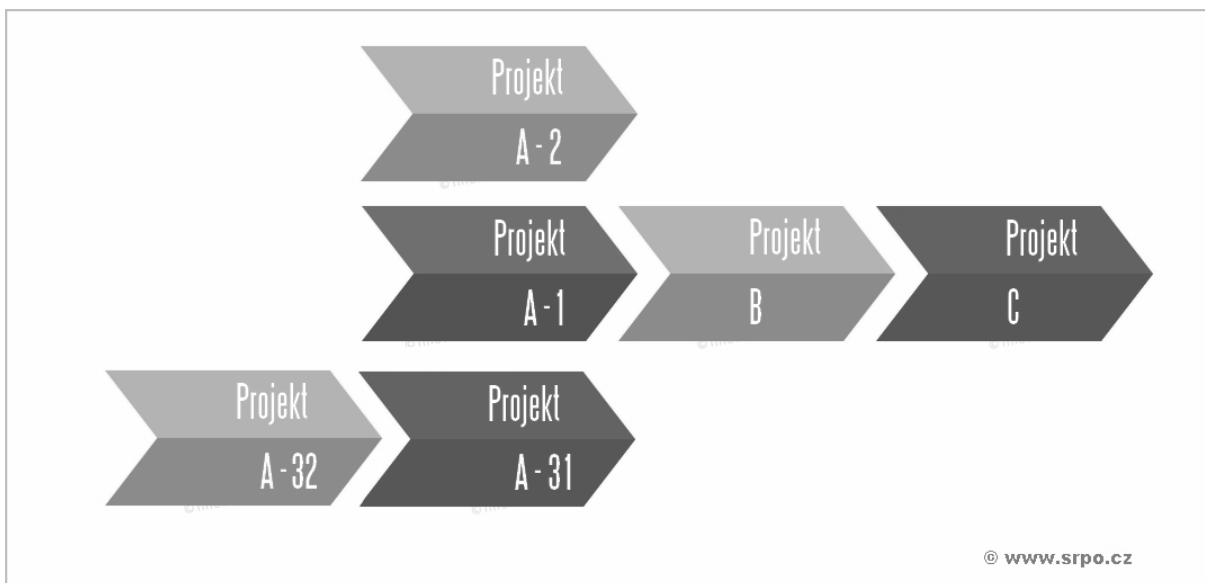 Projekt
A - 2
Projekt
A - 1
Projekt
B
Projekt
C
Projekt
A - 32
Projekt
A - 31
© www.srpo.cz